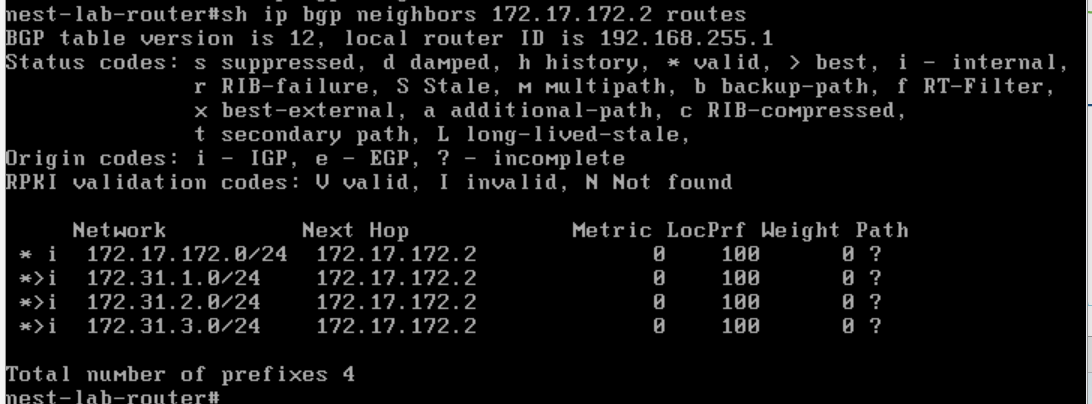 nest-lab-router#sh ip bgp neighbors 172.17.172.2 routes
BGP table version is 12, local router ID is 192.168.255.1
Status codes: s suppressed, d damped, h history, * valid, > best, i - internal,
r RIB-failure, S Stale, m multipath, b backup-path, f RT-Filter,
x best-external, a additional-path, c RIB-compressed,
t secondary path, L long-lived-stale,
Origin codes: i - IGP, e - EGP, ? - incomplete
RPKI validation codes: V valid, I invalid, N Not found
Network Next Hop Metric LocPrf Weight Path
* i 172.17.172.0/24 172.17.172.2 0 100 0 ?
*>i 172.31.1.0/24 172.17.172.2 0 100 0 ?
*>i 172.31.2.0/24 172.17.172.2 0 100 0 ?
*>i 172.31.3.0/24 172.17.172.2 0 100 0 ?
Total number of prefixes 4
nest-lab-router#